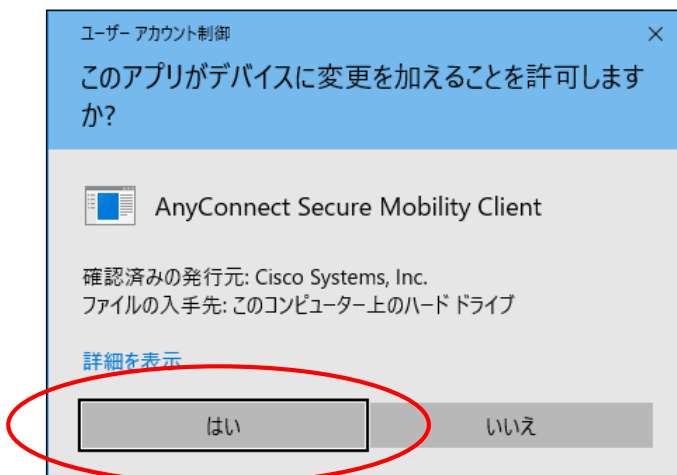 ユーザー アカウント制御
このアプリがデバイスに変更を加えることを許可します
か?
AnyConnect Secure Mobility Client
確認済みの発行元: Cisco Systems, Inc.
ファイルの入手先: このコンピューター上のハード ドライブ
詳細を表示
はい
いいえ